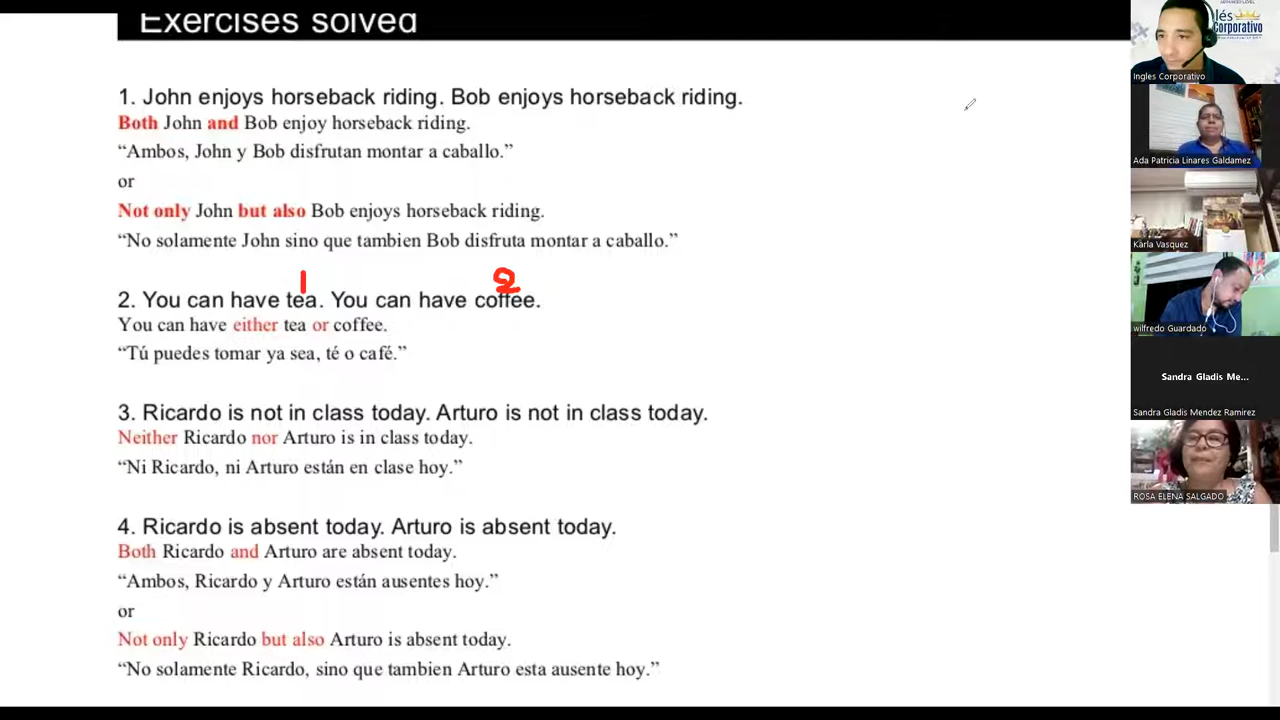 Exercises solved
1. John enjoys horseback riding. Bob enjoys horseback riding.
Both John and Bob enjoy horseback riding.
“Ambos, John y Bob disfrutan montar a caballo.”
or
Not only John but also Bob enjoys horseback riding.
“No solamente John sino que tambien Bob disfruta montar a caballo.”
1 2
2. You can have tea. You can have coffee.
You can have either tea or coffee.
“Tú puedes tomar ya sea, té o café.”
3. Ricardo is not in class today. Arturo is not in class today.
Neither Ricardo nor Arturo is in class today.
“Ni Ricardo, ni Arturo están en clase hoy.”
4. Ricardo is absent today. Arturo is absent today.
Both Ricardo and Arturo are absent today.
“Ambos, Ricardo y Arturo están ausentes hoy.”
or
Not only Ricardo but also Arturo is absent today.
“No solamente Ricardo, sino que tambien Arturo esta ausente hoy.”
lés
Corporativo
Ingles Corporativo
Ada Patricia Linares Galdamez
Karla Vasquez
wilfredo Guardado
Sandra Gladis Me...
Sandra Gladis Mendez Ramirez
ROSA ELENA SALGADO